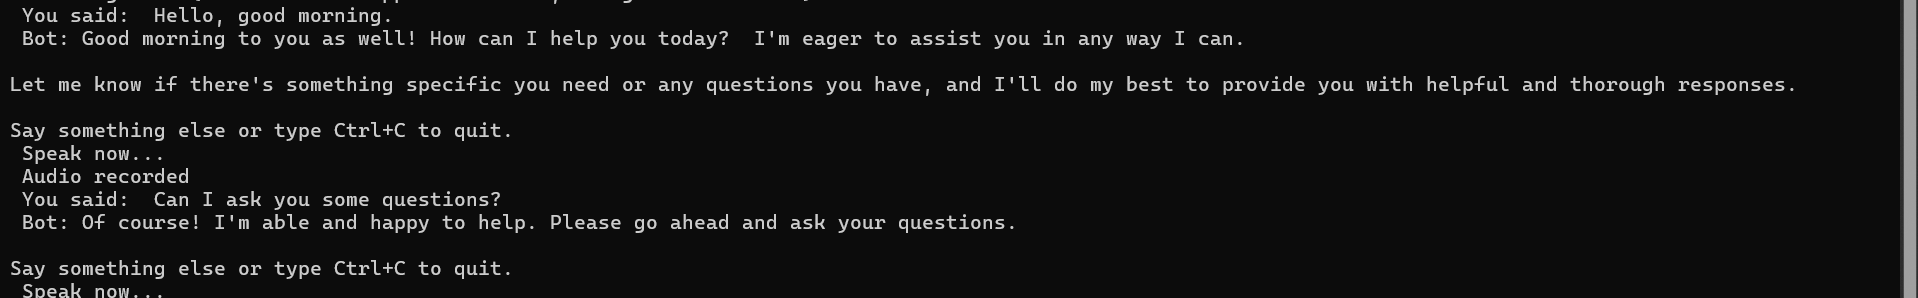 You said:  Hello, good morning.
Bot: Good morning to you as well! How can I help you today?  I'm eager to assist you in any way I can.
Let me know if there's something specific you need or any questions you have, and I'll do my best to provide you with helpful and thorough responses.
Say something else or type Ctrl+C to quit.
Speak now...
Audio recorded
You said:  Can I ask you some questions?
Bot: Of course! I'm able and happy to help. Please go ahead and ask your questions.
Say something else or type Ctrl+C to quit.
Speak now...